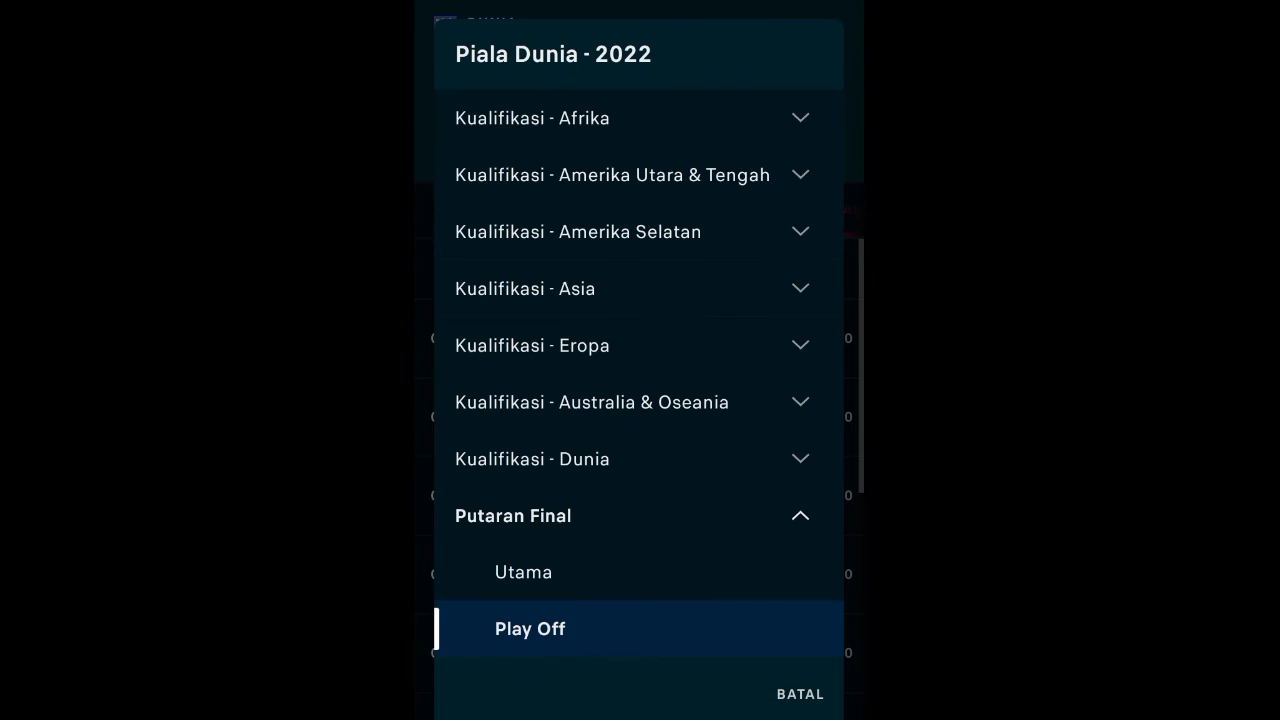 Piala Dunia - 2022
Kualifikasi - Afrika
Kualifikasi - Amerika Utara & Tengah
Kualifikasi - Amerika Selatan
Kualifikasi - Asia
Kualifikasi - Eropa
Kualifikasi - Australia & Oseania
Kualifikasi - Dunia
Putaran Final
Utama
Play Off
BATAL